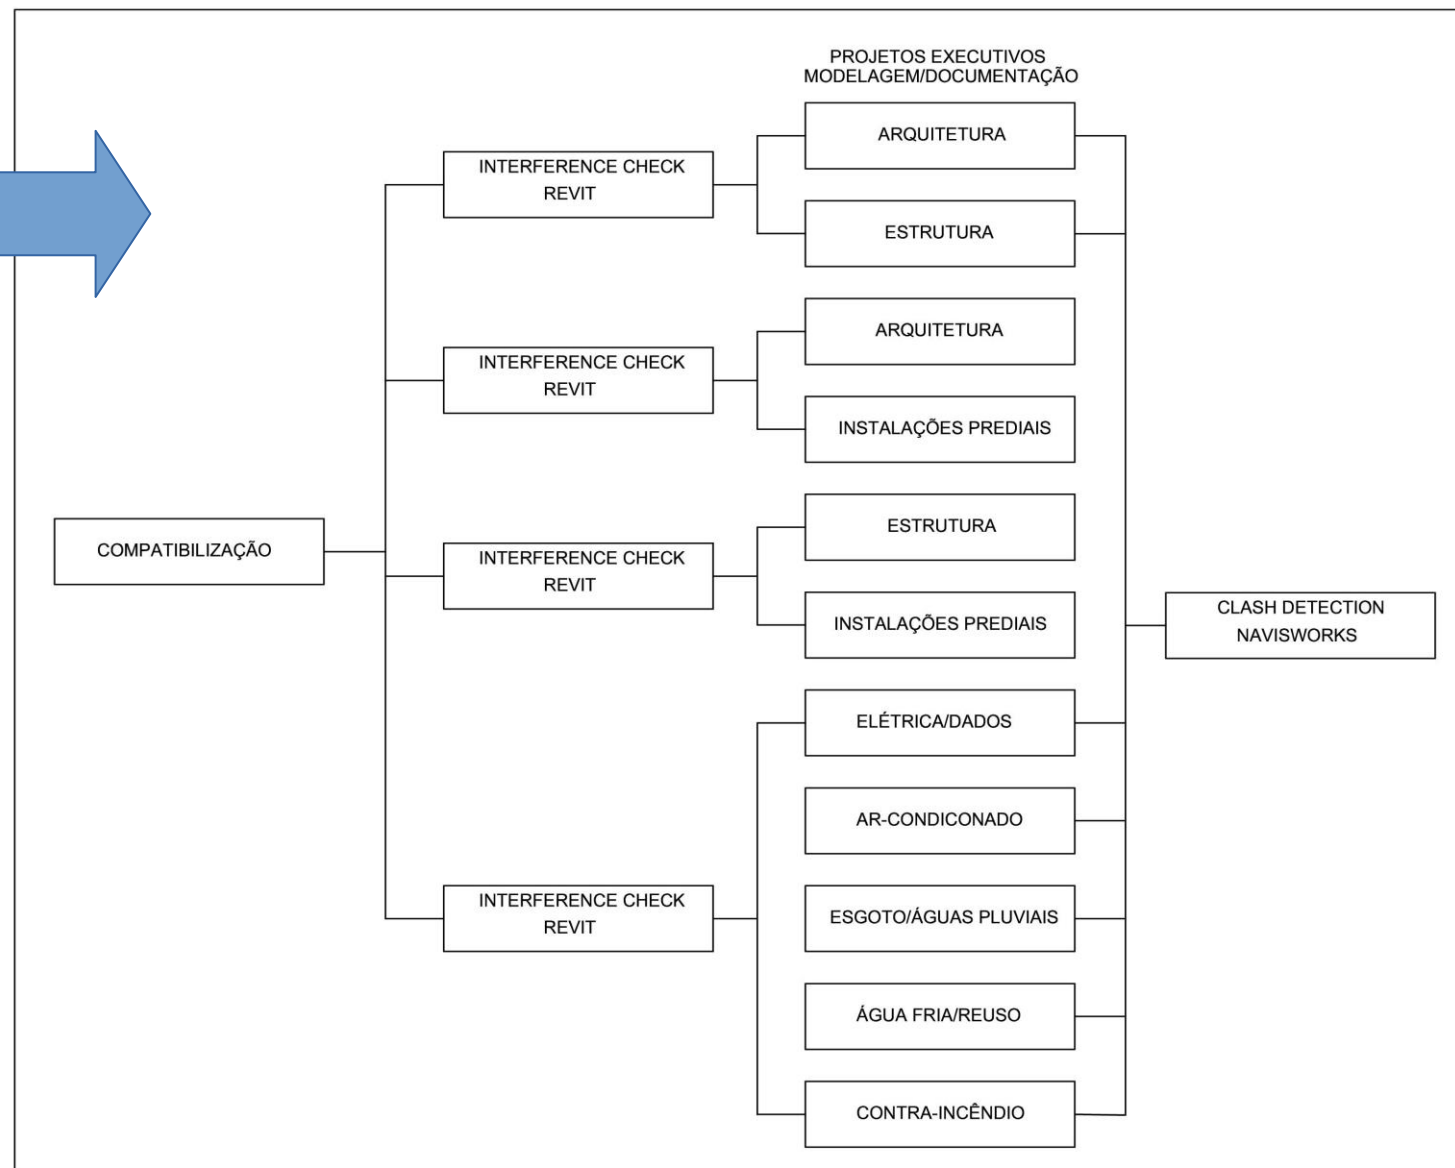 PROJETOS EXECUTIVOS
MODELAGEM/DOCUMENTAÇÃO
COMPATIBILIZAÇÃO
INTERFERENCE CHECK
REVIT
ARQUITETURA
ESTRUTURA
INTERFERENCE CHECK
REVIT
ARQUITETURA
INSTALAÇÕES PREDIAIS
INTERFERENCE CHECK
REVIT
ESTRUTURA
INSTALAÇÕES PREDIAIS
INTERFERENCE CHECK
REVIT
ELÉTRICA/DADOS
AR-CONDICONADO
ESGOTO/ÁGUAS PLUVIAIS
ÁGUA FRIA/REUSO
CONTRA-INCÊNDIO
CLASH DETECTION
NAVISWORKS